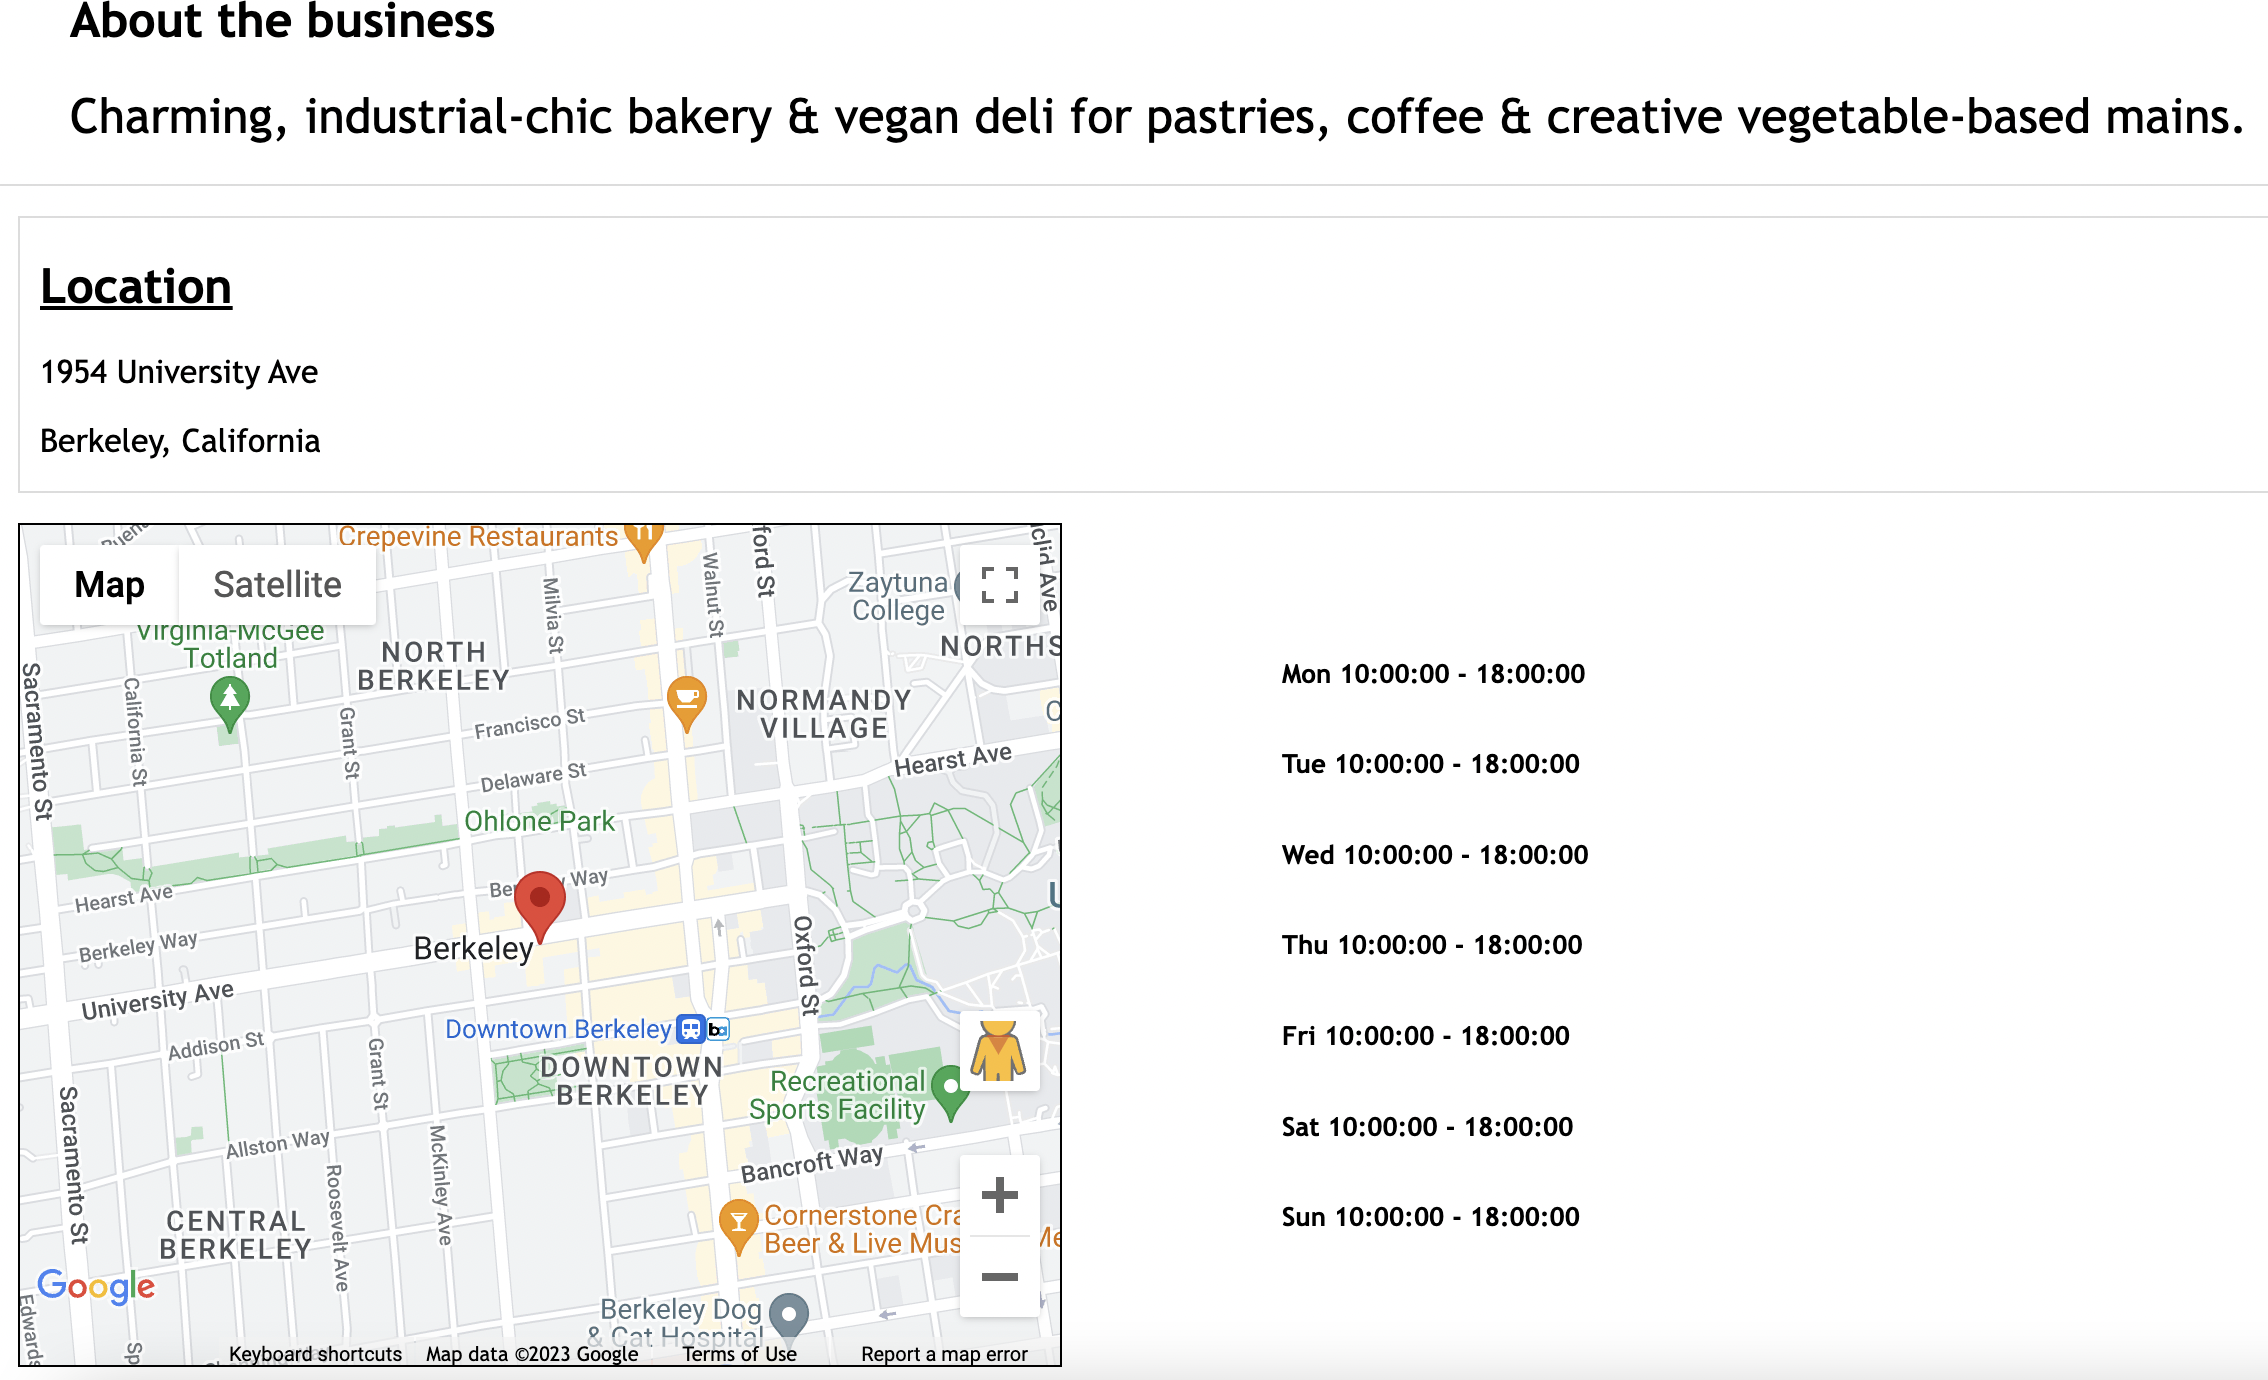 About the business
Charming, industrial-chic bakery & vegan deli for pastries, coffee & creative vegetable-based mains.
Location
1954 University Ave
Berkeley, California
Crepevine Restaurants
Map
Satellite
Walnut St
ford St
clid Ave
Zaytuna
College
Milvia St
Virginia-McGee
Totland
NORTH
BERKELEY
NORTHS
Sacramento St
California St
Grant St
Francisco St
NORMANDY
VILLAGE
Delaware St
Hearst Ave
Ohlone Park
Hearst Ave
Way
Berkeley Way
Berkeley
Oxford St
University Ave
Addison St
Grant St
Downtown Berkeley
DOWNTOWN
BERKELEY
Recreational
Sports Facility
Sacramento St
Allston Way
McKinley Ave
Roosevelt Ave
Bancroft Way
CENTRAL
BERKELEY
Cornerstone Cra
Beer & Live Mus
Me
Google
Edwards
Sp
Berkeley Dog
& Cat Hospital
Keyboard shortcuts
Map data ©2023 Google
Terms of Use
Report a map error
Mon 10:00:00 - 18:00:00
Tue 10:00:00 - 18:00:00
Wed 10:00:00 - 18:00:00
Thu 10:00:00 - 18:00:00
Fri 10:00:00 - 18:00:00
Sat 10:00:00 - 18:00:00
Sun 10:00:00 - 18:00:00